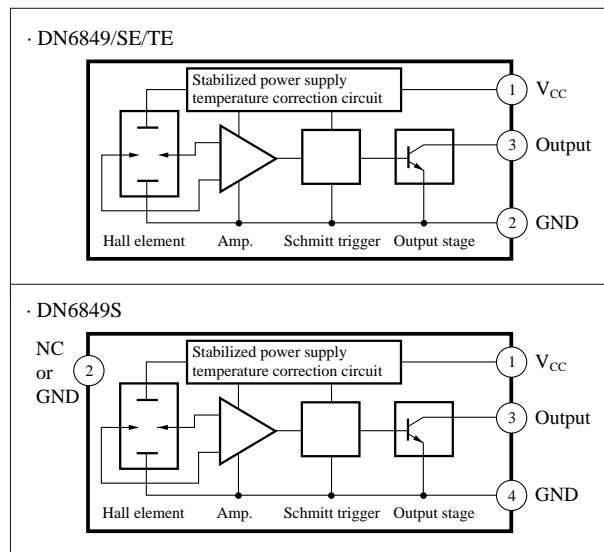 · DN6849/SE/TE
Stabilized power supply
temperature correction circuit
1 VCC
3 Output
2 GND
Hall element Amp. Schmitt trigger Output stage
· DN6849S
NC
or
GND
2
Stabilized power supply
temperature correction circuit
1 VCC
3 Output
4 GND
Hall element Amp. Schmitt trigger Output stage